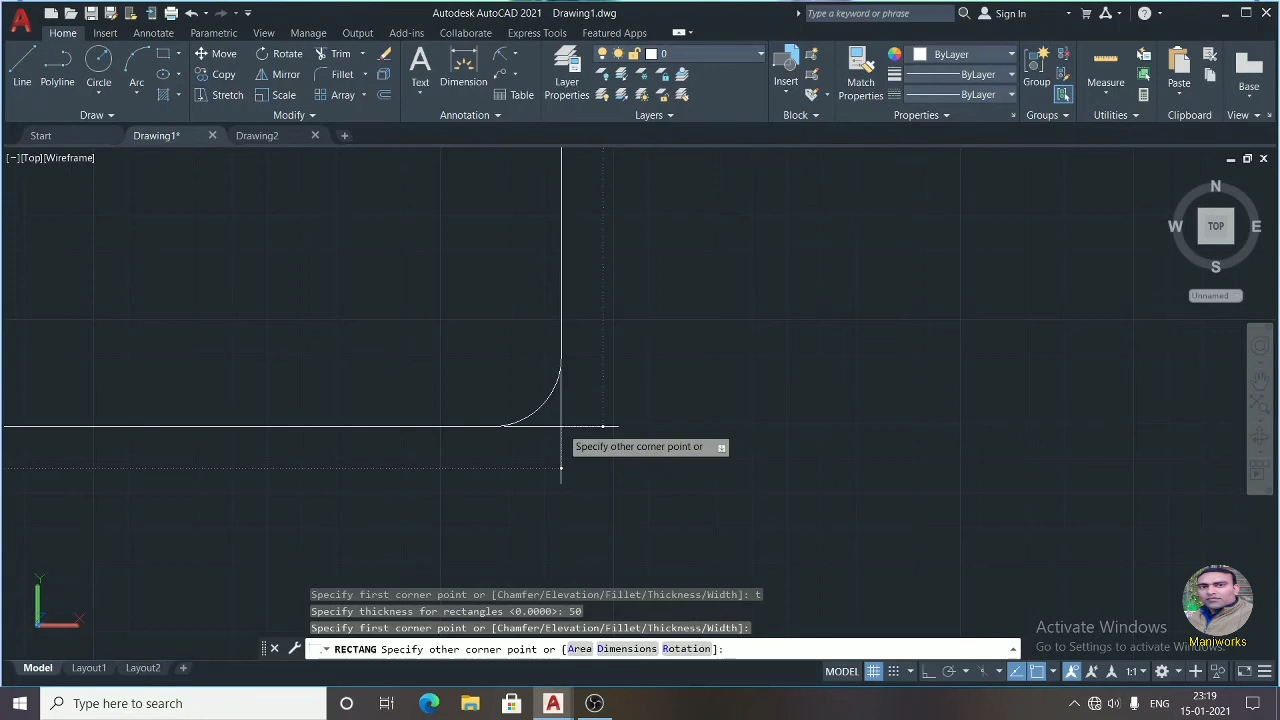 Autodesk AutoCAD 2021 Drawing1.dwg
Type a keyword or phrase
Sign In
Home Insert Annotate Parametric View Manage Output Add-ins Collaborate Express Tools Featured Apps
Line Polyline Circle Arc
Move Rotate Trim
Copy Mirror Fillet
Stretch Scale Array
Text Dimension
Table
Layer
Properties
0
Insert
Match
Properties
ByLayer
ByLayer
ByLayer
Group
Measure
Paste
Base
Draw Modify Annotation Layers Block Properties Groups Utilities Clipboard View
Start Drawing1* Drawing2
[−][Top][Wireframe]
N
W TOP E
S
Unnamed
Specify other corner point or
Specify first corner point or [Chamfer/Elevation/Fillet/Thickness/Width]: t
Specify thickness for rectangles <0.0000>: 50
Specify first corner point or [Chamfer/Elevation/Fillet/Thickness/Width]:
RECTANG Specify other corner point or [Area Dimensions Rotation]:
Y
X
Activate Windows
Go to Settings to activate Windows.
Maniworks
Model Layout1 Layout2
MODEL 1:1
Type here to search
ENG
23:19
15-01-2021